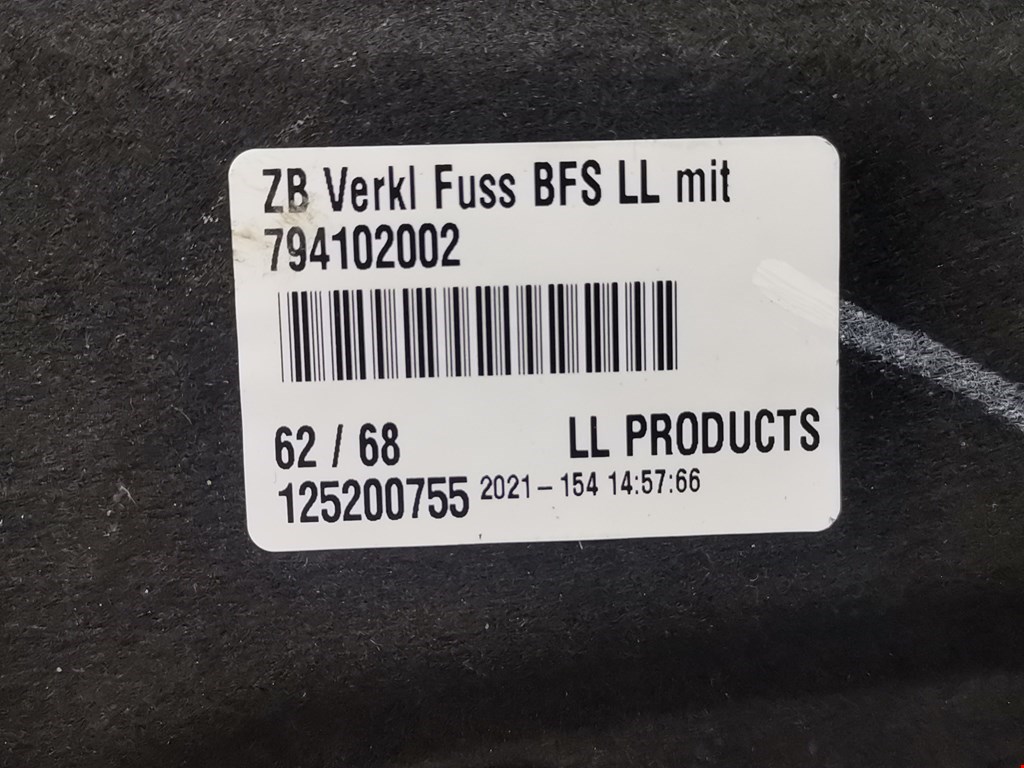 ZB Verkl Fuss BFS LL mit
794102002
62 / 68 LL PRODUCTS
125200755 2021-154 14:57:66